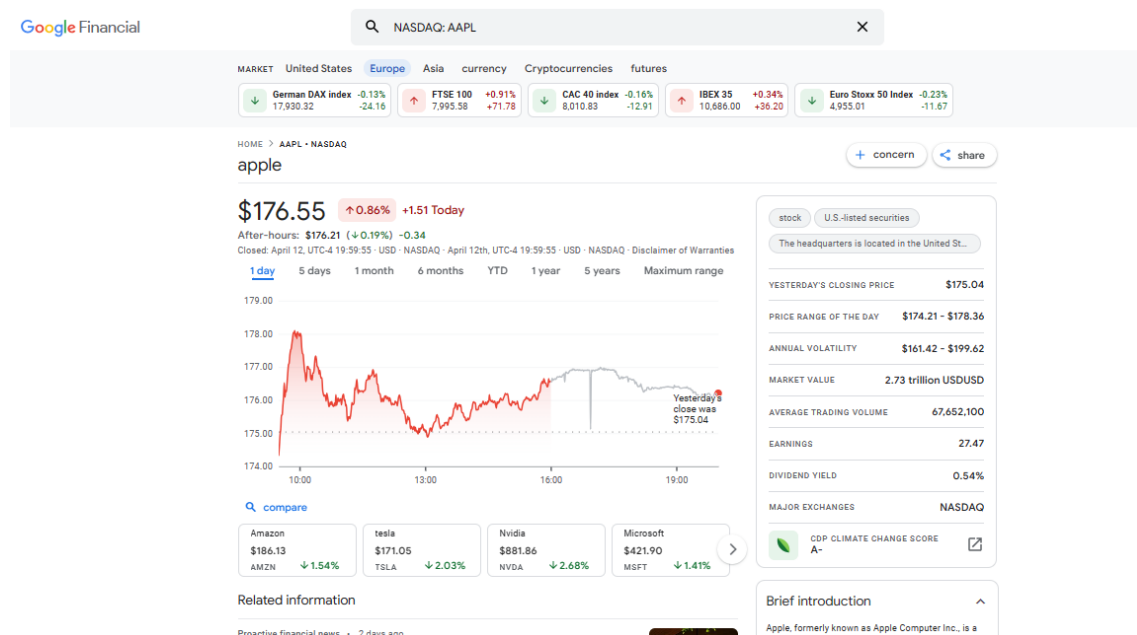 Google Financial
NASDAQ: AAPL
MARKET United States Europe Asia currency Cryptocurrencies futures
German DAX index -0.13%
17,930.32 -24.16
FTSE 100 +0.91%
7,995.58 +71.78
CAC 40 index -0.16%
8,010.83 -12.91
IBEX 35 +0.34%
10,686.00 +36.20
Euro Stoxx 50 Index -0.23%
4,955.01 -11.67
HOME > AAPL • NASDAQ
apple
+ concern
share
$176.55 ↑0.86% +1.51 Today
After-hours: $176.21 (↓0.19%) -0.34
Closed: April 12, UTC-4 19:59:55 · USD · NASDAQ · April 12th, UTC-4 19:59:55 · USD · NASDAQ · Disclaimer of Warranties
1 day 5 days 1 month 6 months YTD 1 year 5 years Maximum range
179.00
178.00
177.00
176.00
175.00
174.00
Yesterday's
close was
$175.04
10:00 13:00 16:00 19:00
compare
Amazon
$186.13
AMZN ↓1.54%
tesla
$171.05
TSLA ↓2.03%
Nvidia
$881.86
NVDA ↓2.68%
Microsoft
$421.90
MSFT ↓1.41%
Related information
Proactive financial news · 7 days ago
stock U.S.-listed securities
The headquarters is located in the United St...
YESTERDAY'S CLOSING PRICE $175.04
PRICE RANGE OF THE DAY $174.21 - $178.36
ANNUAL VOLATILITY $161.42 - $199.62
MARKET VALUE 2.73 trillion USDUSD
AVERAGE TRADING VOLUME 67,652,100
EARNINGS 27.47
DIVIDEND YIELD 0.54%
MAJOR EXCHANGES NASDAQ
CDP CLIMATE CHANGE SCORE
A-
Brief introduction
Apple, formerly known as Apple Computer Inc., is a